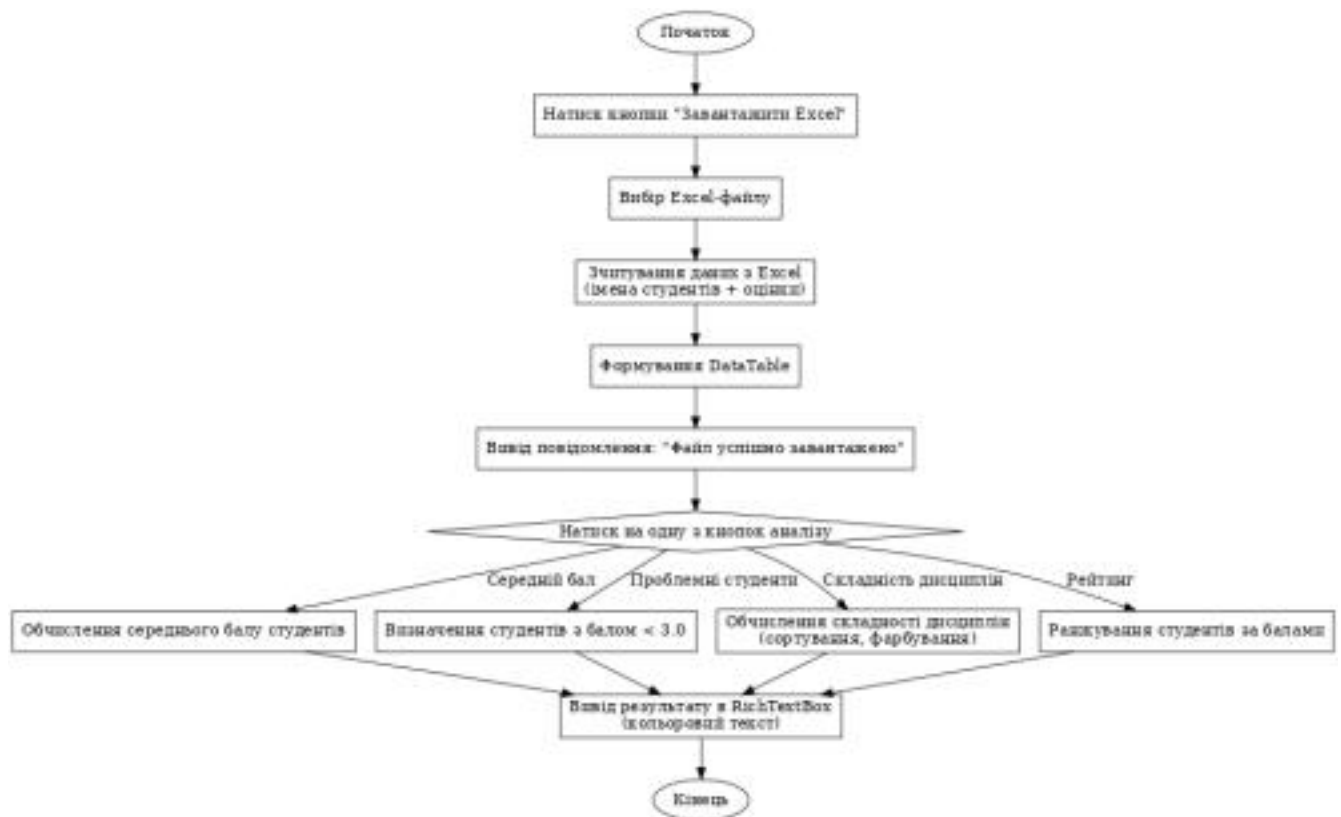 Початок
Натиск кнопки "Завантажити Excel"
Вибір Excel-файлу
Зчитування даних з Excel
(імена студентів + оцінки)
Формування DataTable
Вивід повідомлення: "Файл успішно завантажено"
Натиск на одну з кнопок аналізу
Середній бал
Проблемні студенти
Складність дисциплін
Рейтинг
Обчислення середнього балу студентів
Визначення студентів з балом < 3.0
Обчислення складності дисциплін
(сортування, фарбування)
Ранжування студентів за балами
Вивід результату в RichTextBox
(кольоровий текст)
Кінець